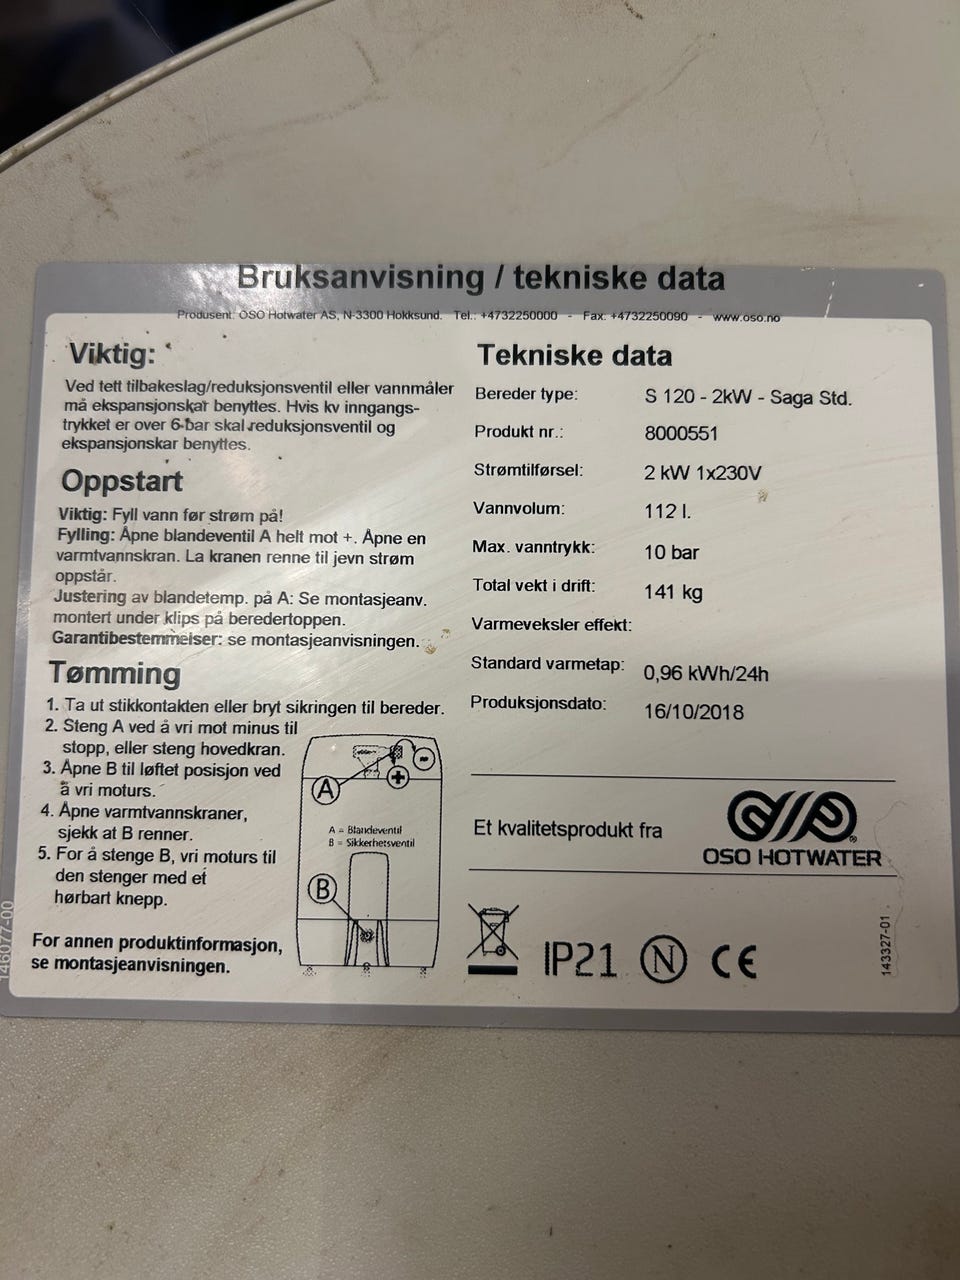 Bruksanvisning / tekniske data
Produsent: OSO Hotwater AS, N-3300 Hokksund. Tel.: +4732250000 - Fax: +4732250090 - www.oso.no
Viktig:
Ved tett tilbakeslag/reduksjonsventil eller vannmåler
må ekspansjonskar benyttes. Hvis kv inngangs-
trykket er over 6 bar skal reduksjonsventil og
ekspansjonskar benyttes.
Oppstart
Viktig: Fyll vann før strøm på!
Fylling: Åpne blandeventil A helt mot +. Åpne en
varmtvannskran. La kranen renne til jevn strøm
oppstår.
Justering av blandetemp. på A: Se montasjeanv.
montert under klips på beredertoppen.
Garantibestemmelser: se montasjeanvisningen.
Tømming
1. Ta ut stikkontakten eller bryt sikringen til bereder.
2. Steng A ved å vri mot minus til
stopp, eller steng hovedkran.
3. Åpne B til løftet posisjon ved
å vri moturs.
4. Åpne varmtvannskraner,
sjekk at B renner.
5. For å stenge B, vri moturs til
den stenger med et
hørbart knepp.
A
+
-
A = Blandeventil
B = Sikkerhetsventil
B
For annen produktinformasjon,
se montasjeanvisningen.
146077-00
Tekniske data
Bereder type: S 120 - 2kW - Saga Std.
Produkt nr.: 8000551
Strømtilførsel: 2 kW 1x230V
Vannvolum: 112 l.
Max. vanntrykk: 10 bar
Total vekt i drift: 141 kg
Varmeveksler effekt:
Standard varmetap: 0,96 kWh/24h
Produksjonsdato: 16/10/2018
Et kvalitetsprodukt fra
OSO HOTWATER
IP21 N CE
143327-01